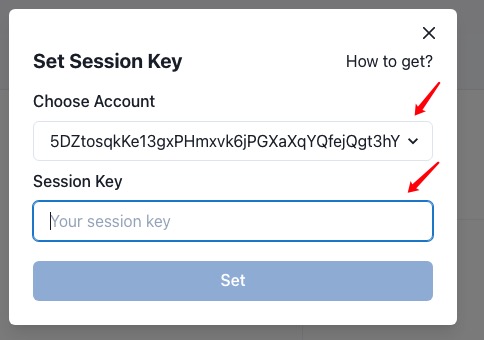 Set Session Key
How to get?
Choose Account
5DZtosqkKe13gxPHmxvk6jPGXaXqYQfejQgt3hY
Session Key
Your session key
Set